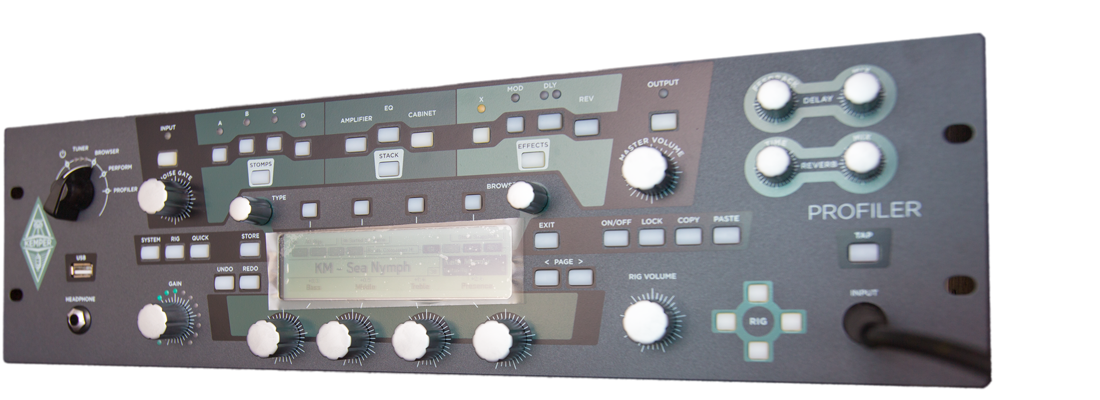 TUNER
BROWSER
PERFORM
PROFILER
KEMPER
USB
HEADPHONE
INPUT
NOISE GATE
SYSTEM RIG QUICK
STORE
UNDO REDO
GAIN
A B C D
STOMPS
TYPE
AMPLIFIER EQ CABINET
STACK
X MOD DLY REV
EFFECTS
BROWSE
KM - Sea Nymph
EXIT
< PAGE >
OUTPUT
MASTER VOLUME
ON/OFF LOCK COPY PASTE
RIG VOLUME
RIG
DELAY
MIX
REVERB
PROFILER
TAP
INPUT